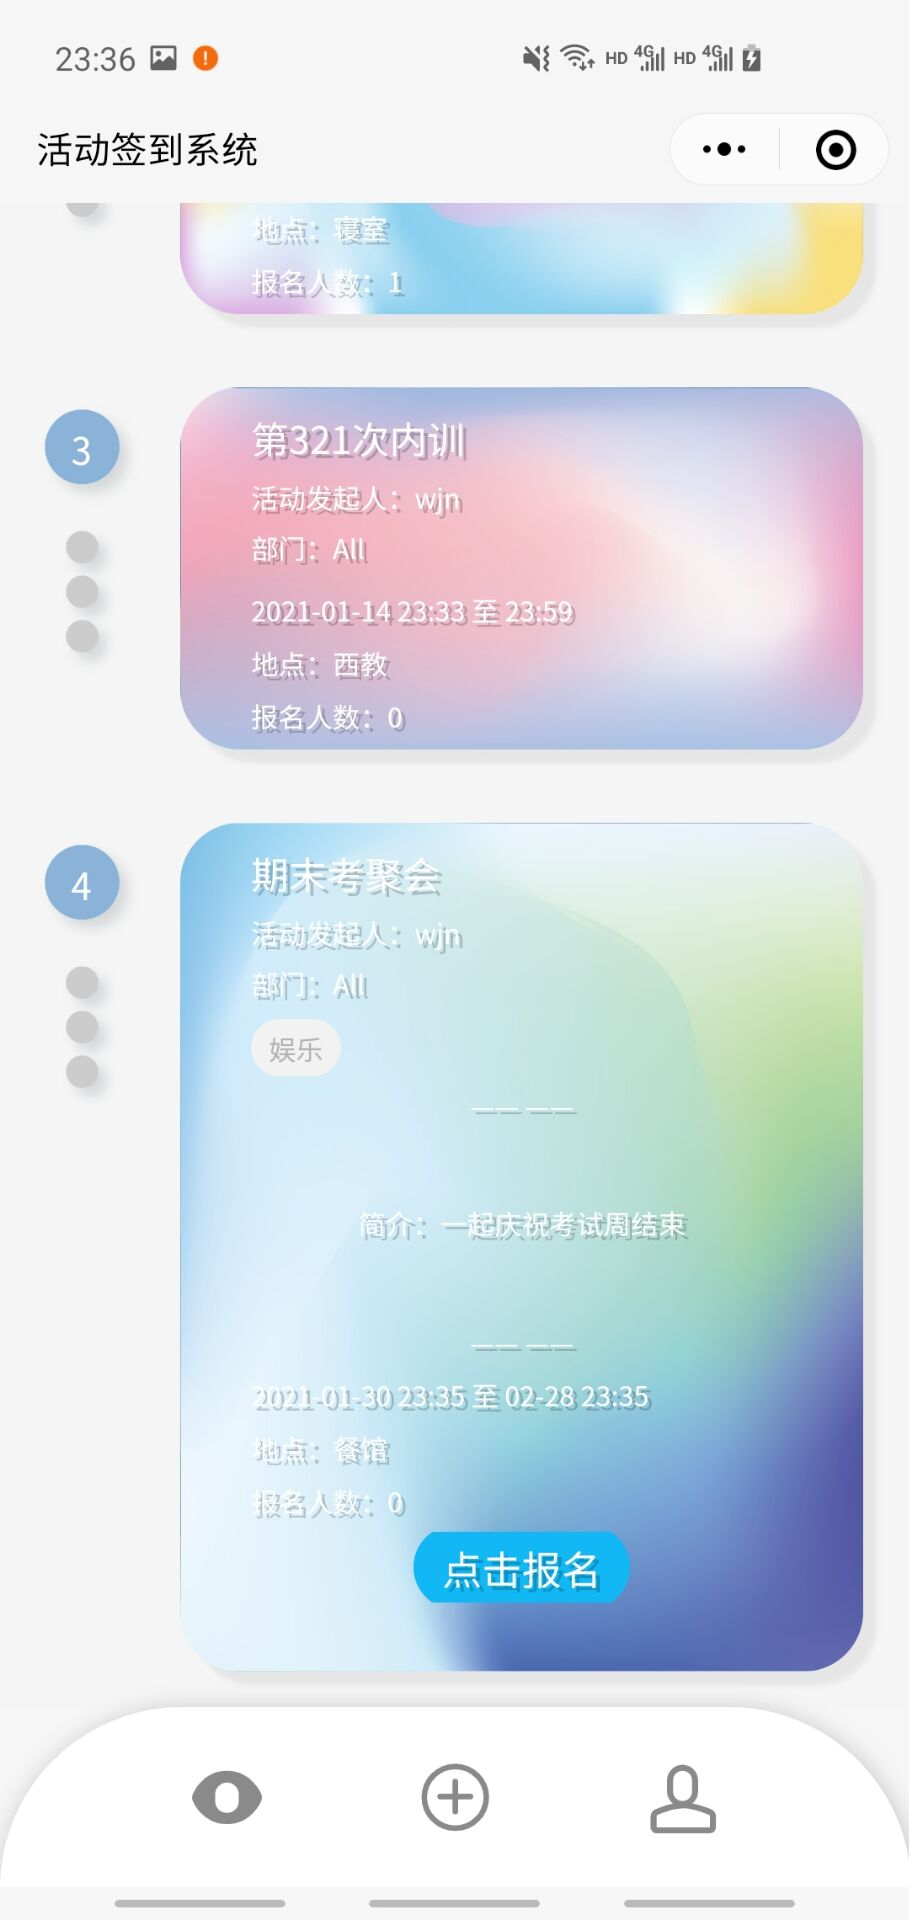 23:36
HD 4G HD 4G
活动签到系统
地点：寝室
报名人数：1
3
第321次内训
活动发起人：wjn
部门：All
2021-01-14 23:33 至 23:59
地点：西教
报名人数：0
4
期末考聚会
活动发起人：wjn
部门：All
娱乐
—— ——
简介：一起庆祝考试周结束
—— ——
2021-01-30 23:35 至 02-28 23:35
地点：餐馆
报名人数：0
点击报名